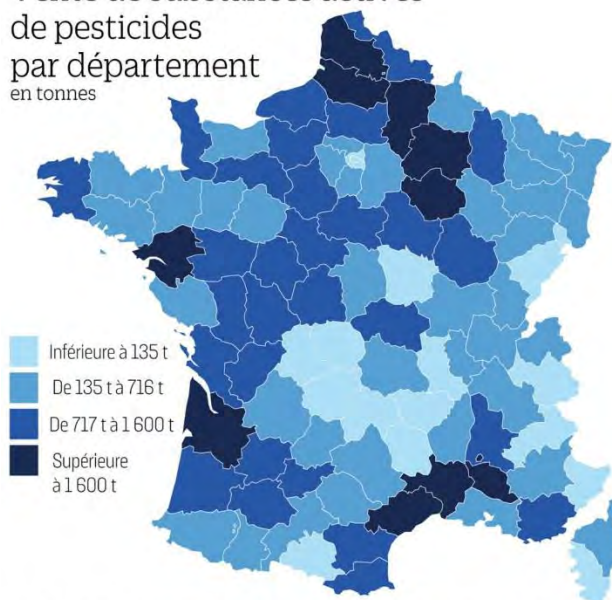 de pesticides
par département
en tonnes
Inférieure à 135 t
De 135 t à 716 t
De 717 t à 1 600 t
Supérieure
à 1 600 t